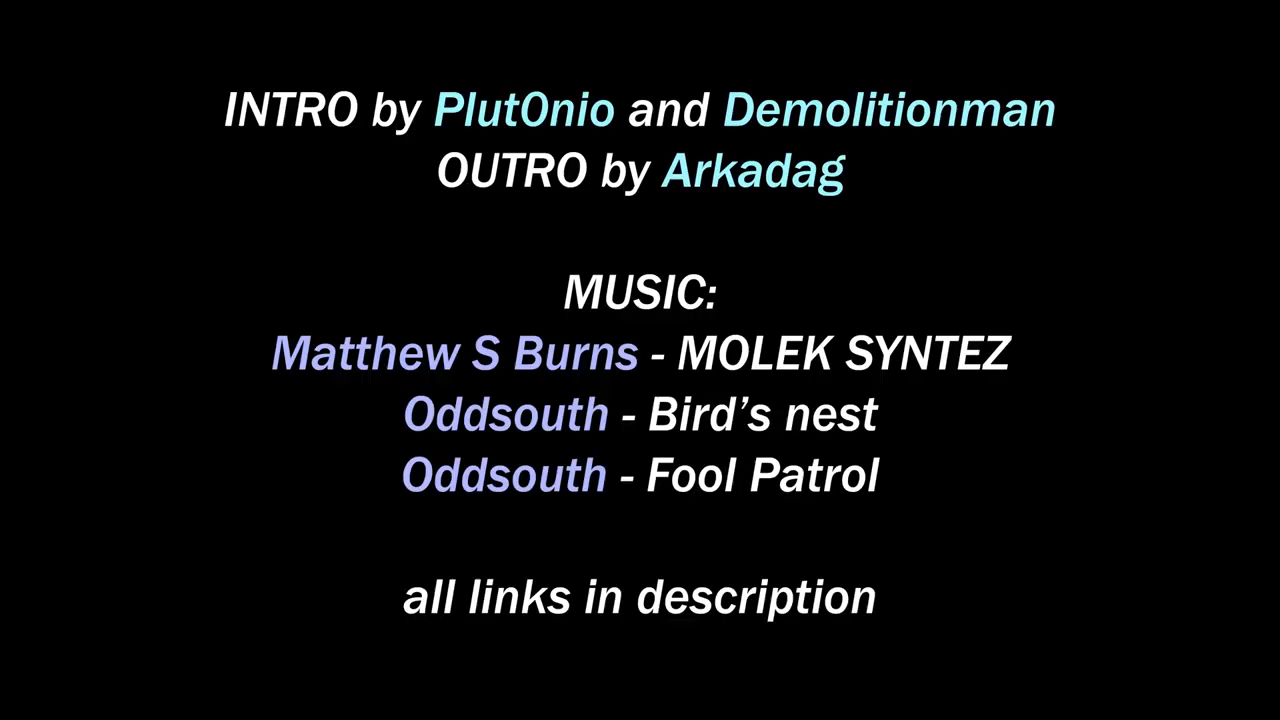 INTRO by Plut0nio and Demolitionman
OUTRO by Arkadag
MUSIC:
Matthew S Burns - MOLEK SYNTEZ
Oddsouth - Bird’s nest
Oddsouth - Fool Patrol
all links in description